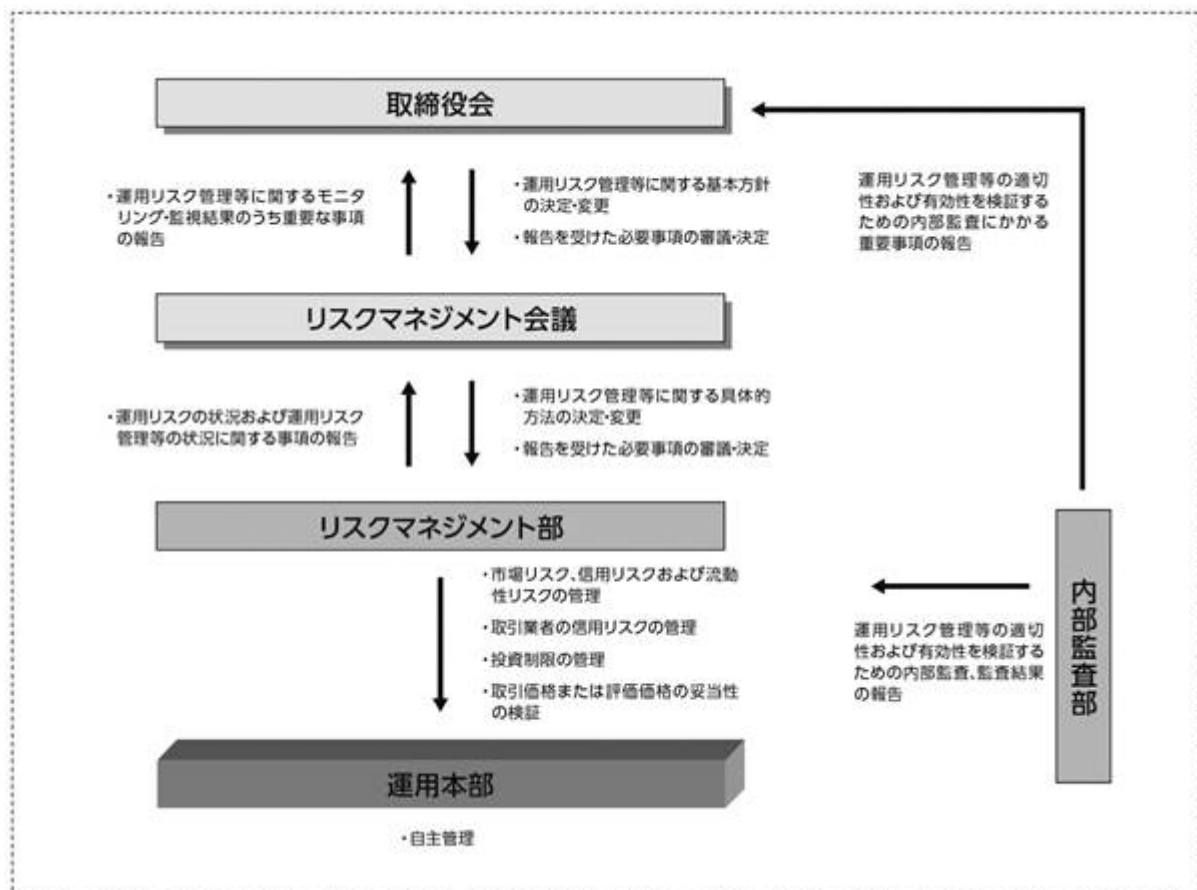 取締役会
・運用リスク管理等に関するモニタ
リング・監視結果のうち重要な事項
の報告
・運用リスク管理等に関する基本方針
の決定・変更
・報告を受けた必要事項の審議・決定
運用リスク管理等の適切
性および有効性を検証する
ための内部監査にかかる
重要事項の報告
リスクマネジメント会議
・運用リスクの状況および運用リスク
管理等の状況に関する事項の報告
・運用リスク管理等に関する具体的
方法の決定・変更
・報告を受けた必要事項の審議・決定
リスクマネジメント部
・市場リスク、信用リスクおよび流動
性リスクの管理
・取引業者の信用リスクの管理
・投資制限の管理
・取引価格または評価価格の妥当性
の検証
運用リスク管理等の適切
性および有効性を検証する
ための内部監査、監査結果
の報告
内部監査部
運用本部
・自主管理